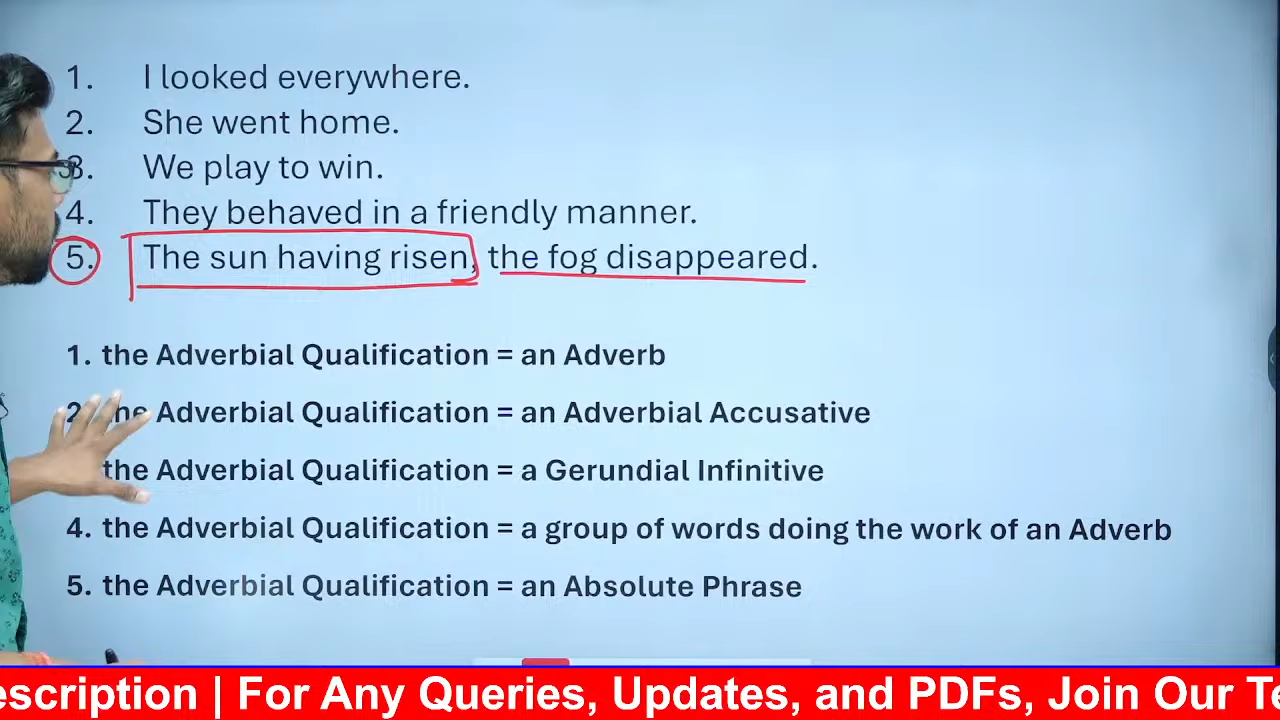 1. I looked everywhere.
2. She went home.
3. We play to win.
4. They behaved in a friendly manner.
5. The sun having risen, the fog disappeared.
1. the Adverbial Qualification = an Adverb
2 Adverbial Qualification = an Adverbial Accusative
the Adverbial Qualification = a Gerundial Infinitive
4. the Adverbial Qualification = a group of words doing the work of an Adverb
5. the Adverbial Qualification = an Absolute Phrase
escription | For Any Queries, Updates, and PDFs, Join Our Te